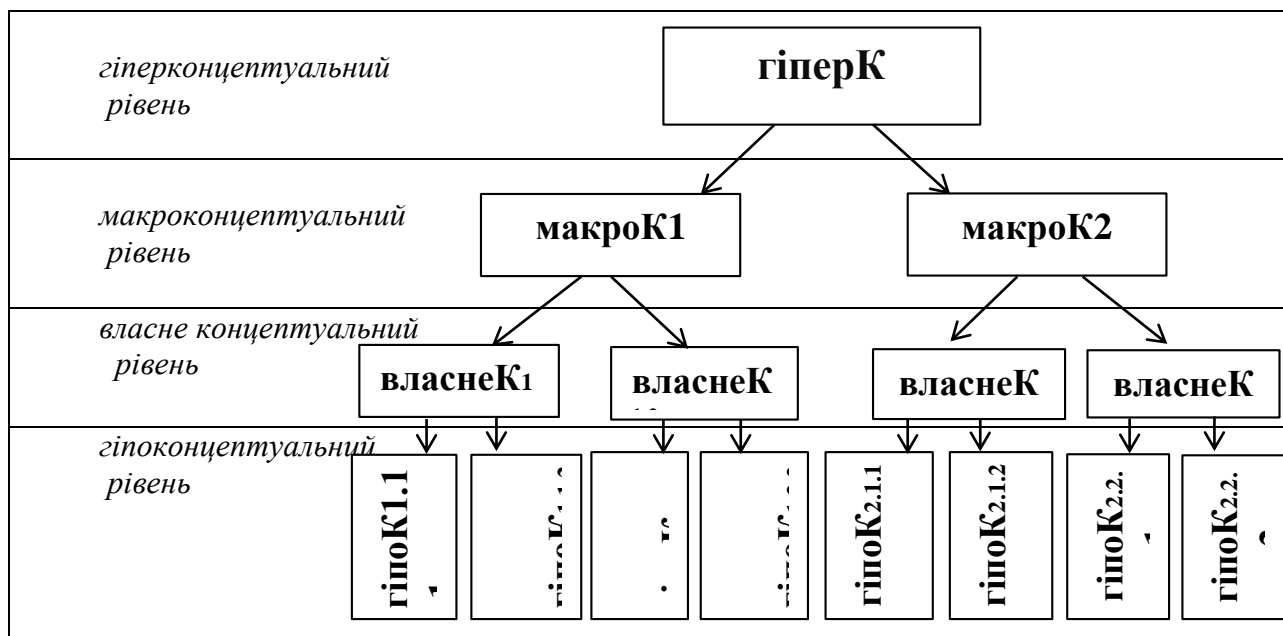 гіперконцептуальний
рівень
гіперК
макроконцептуальний
рівень
макроК1
макроК2
власне концептуальний
рівень
власнеК1
власнеК
власнеК
власнеК
гіпоконцептуальний
рівень
гіпоК1.1
гіпоК2.1.1
гіпоК2.1.2
гіпоК2.2.
гіпоК2.2.